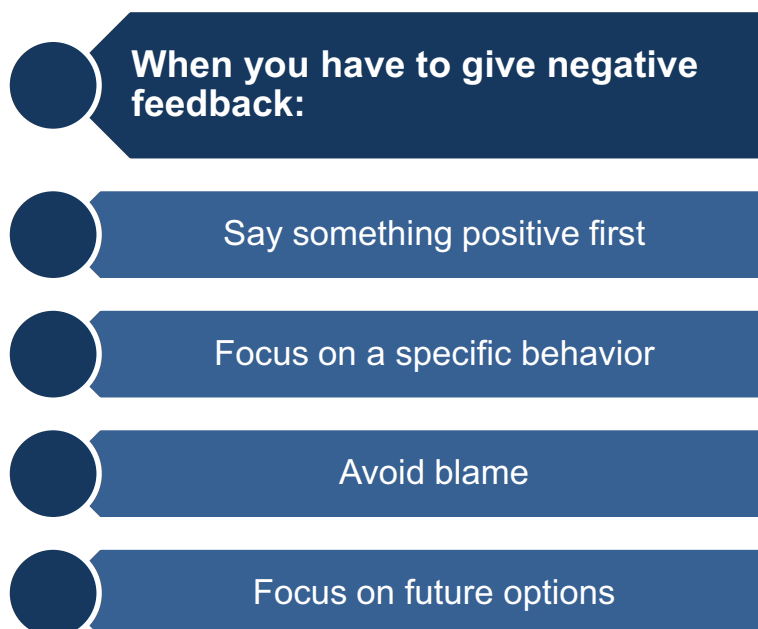 When you have to give negative
feedback:
Say something positive first
Focus on a specific behavior
Avoid blame
Focus on future options